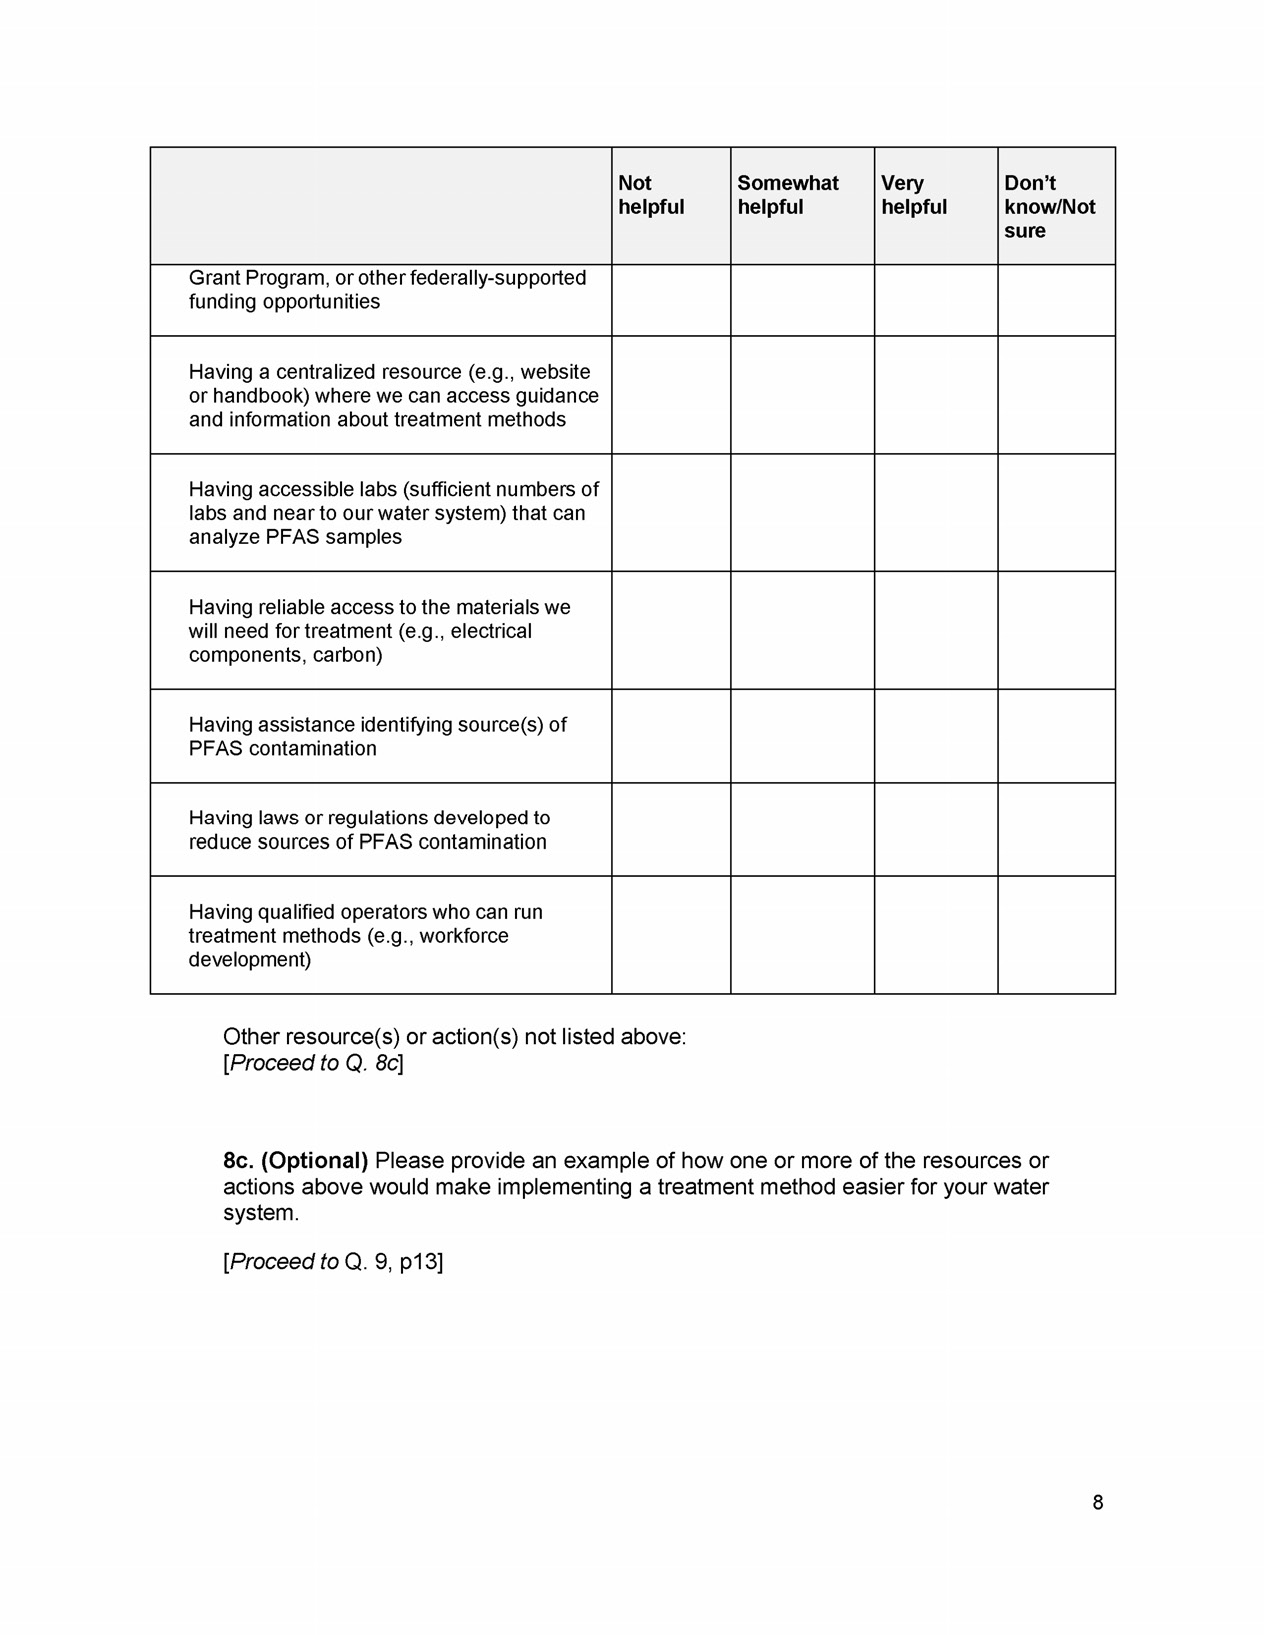 Not
helpful
Somewhat
helpful
Very
helpful
Don’t
know/Not
sure
Grant Program, or other federally-supported
funding opportunities
Having a centralized resource (e.g., website
or handbook) where we can access guidance
and information about treatment methods
Having accessible labs (sufficient numbers of
labs and near to our water system) that can
analyze PFAS samples
Having reliable access to the materials we
will need for treatment (e.g., electrical
components, carbon)
Having assistance identifying source(s) of
PFAS contamination
Having laws or regulations developed to
reduce sources of PFAS contamination
Having qualified operators who can run
treatment methods (e.g., workforce
development)
Other resource(s) or action(s) not listed above:
[Proceed to Q. 8c]
8c. (Optional) Please provide an example of how one or more of the resources or
actions above would make implementing a treatment method easier for your water
system.
[Proceed to Q. 9, p13]
8